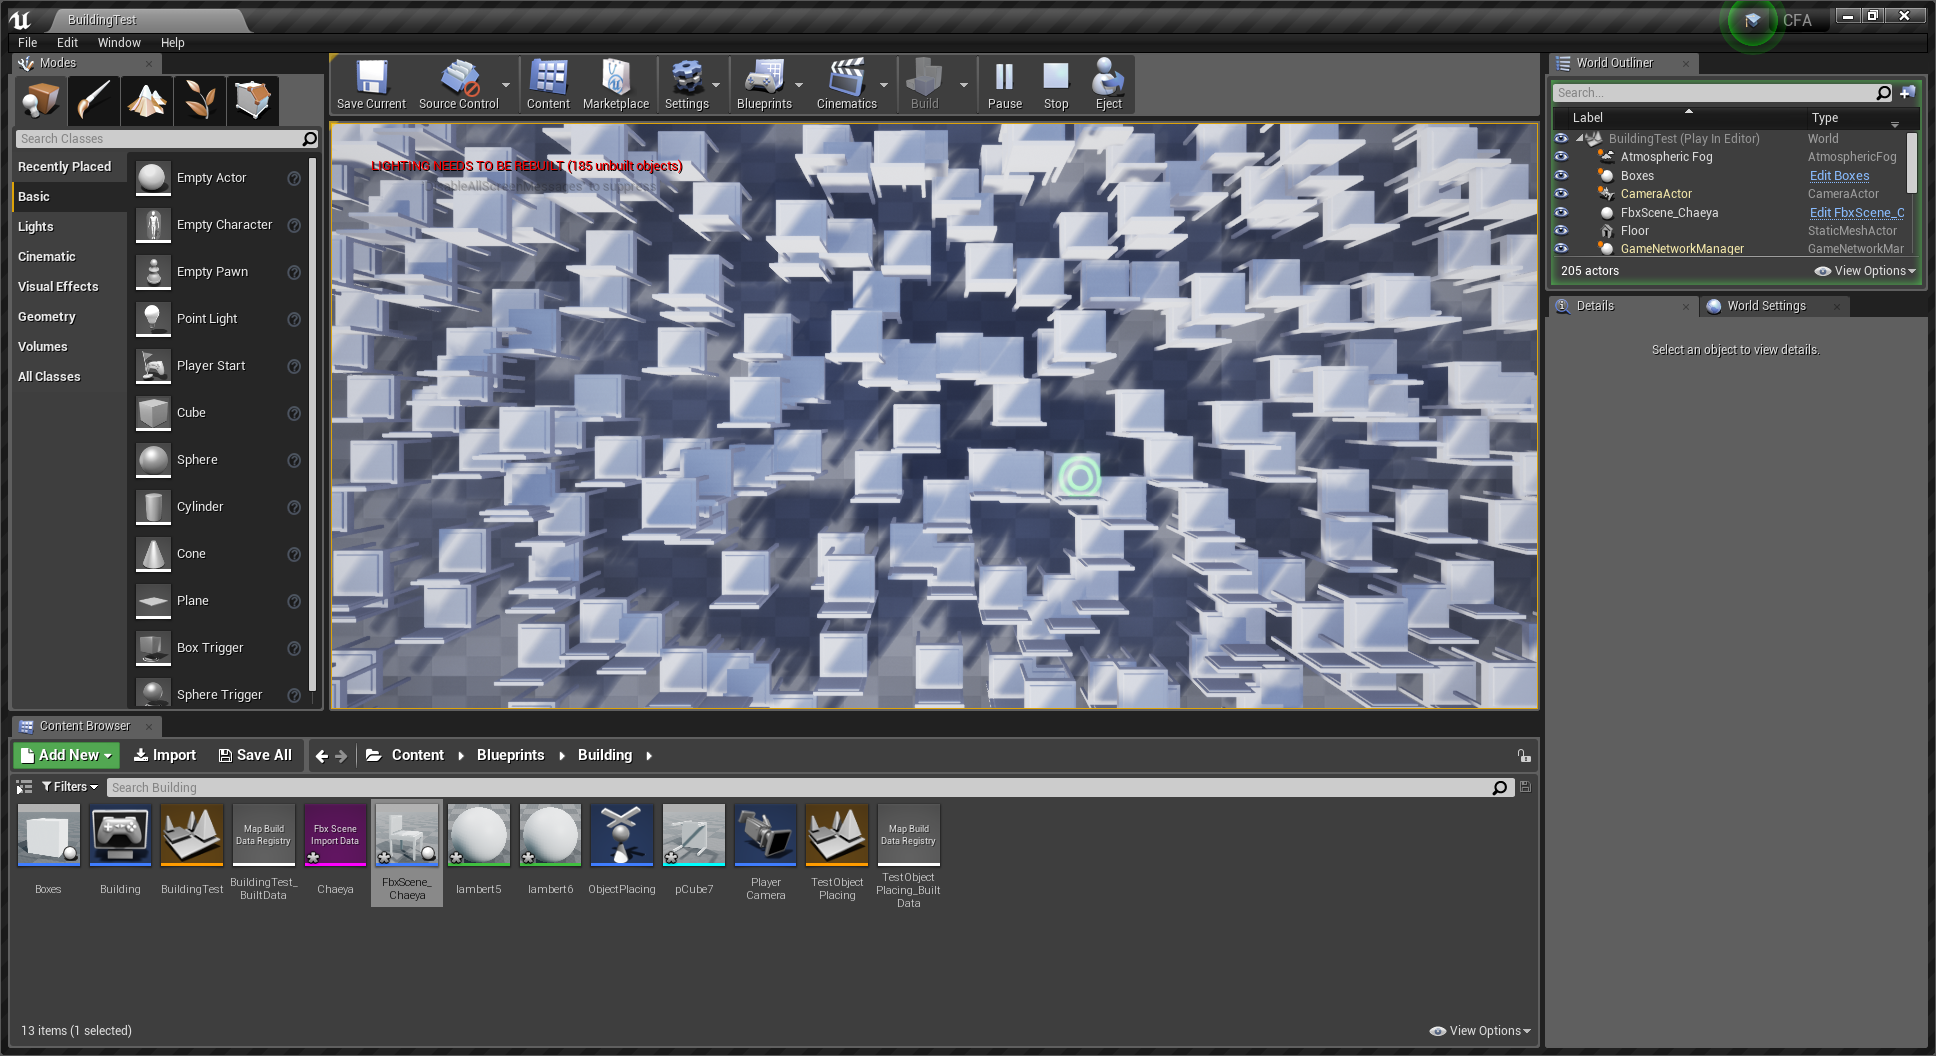 BuildingTest
CFA
File Edit Window Help
Modes
Search Classes
Recently Placed
Basic
Lights
Cinematic
Visual Effects
Geometry
Volumes
All Classes
Empty Actor
Empty Character
Empty Pawn
Point Light
Player Start
Cube
Sphere
Cylinder
Cone
Plane
Box Trigger
Sphere Trigger
Save Current Source Control Content Marketplace Settings Blueprints Cinematics Build Pause Stop Eject
LIGHTING NEEDS TO BE REBUILT (185 unbuilt objects)
'DisableAllScreenMessages' to suppress
World Outliner
Search...
Label Type
BuildingTest (Play In Editor) World
Atmospheric Fog AtmosphericFog
Boxes Edit Boxes
CameraActor CameraActor
FbxScene_Chaeya Edit FbxScene_C
Floor StaticMeshActor
GameNetworkManager GameNetworkMar
205 actors View Options
Details World Settings
Select an object to view details.
Content Browser
Add New Import Save All Content Blueprints Building
Filters Search Building
Map Build
Data Registry
Fbx Scene
Import Data
Map Build
Data Registry
Boxes
Building
BuildingTest
BuildingTest_
BuiltData
Chaeya
FbxScene_
Chaeya
lambert5
lambert6
ObjectPlacing
pCube7
Player
Camera
TestObject
Placing
TestObject
Placing_Built
Data
13 items (1 selected) View Options